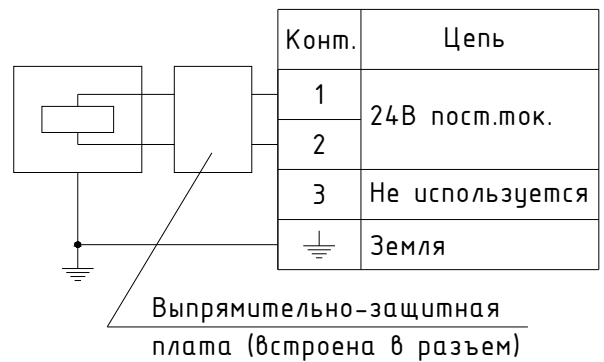 Конт. Цепь
1
24В пост.ток.
2
3 Не используется
Земля
Выпрямительно-защитная
плата (встроена в разъем)